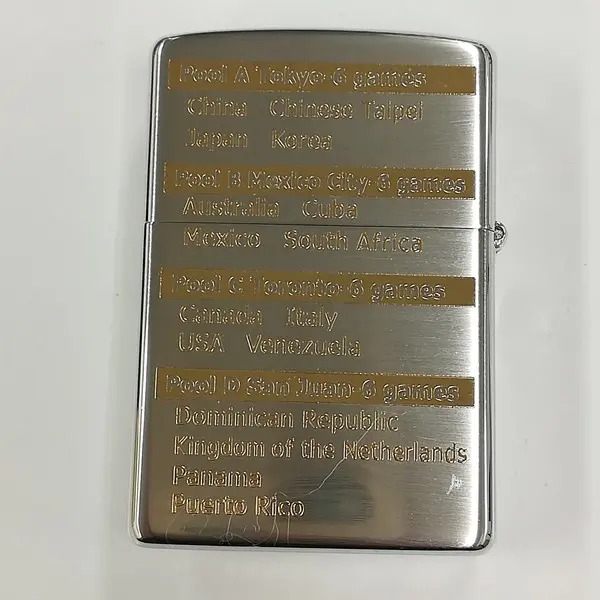 Pool A Tokyo-6 games
China Chinese Taipei
Japan Korea
Pool B Mexico City-6 games
Australia Cuba
Mexico South Africa
Pool C Toronto-6 games
Canada Italy
USA Venezuela
Pool D San Juan-6 games
Dominican Republic
Kingdom of the Netherlands
Panama
Puerto Rico